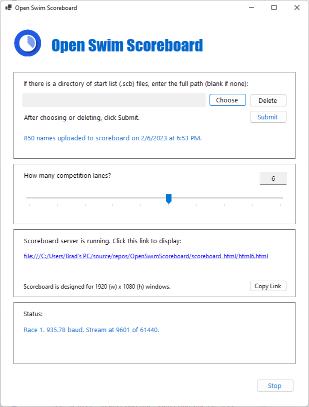 Open Swim Scoreboard
Open Swim Scoreboard
If there is a directory of start list (.scb) files, enter the full path (blank if none):
Choose
Delete
After choosing or deleting, click Submit.
Submit
850 names uploaded to scoreboard on 2/6/2023 at 6:53 PM.
How many competition lanes?
6
Scoreboard server is running. Click this link to display:
file:///C:/Users/Brad's PC/source/repos/OpenSwimScoreboard/scoreboard_html/html6.html
Scoreboard is designed for 1920 (w) x 1080 (h) windows.
Copy Link
Status:
Race 1. 935.78 baud. Stream at 9601 of 61440.
Stop